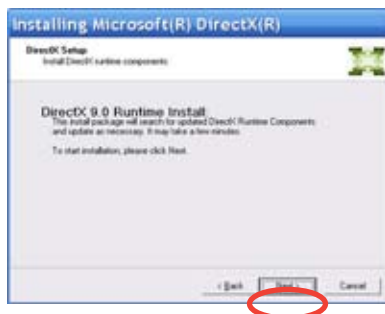 Installing Microsoft(R) DirectX(R)
DirectX Setup
Install DirectX runtime components
DirectX 9.0 Runtime Install
The install package will search for updated DirectX Runtime Components
and update as necessary. It may take a few minutes.
To start installation, please click Next.
< Back Next > Cancel